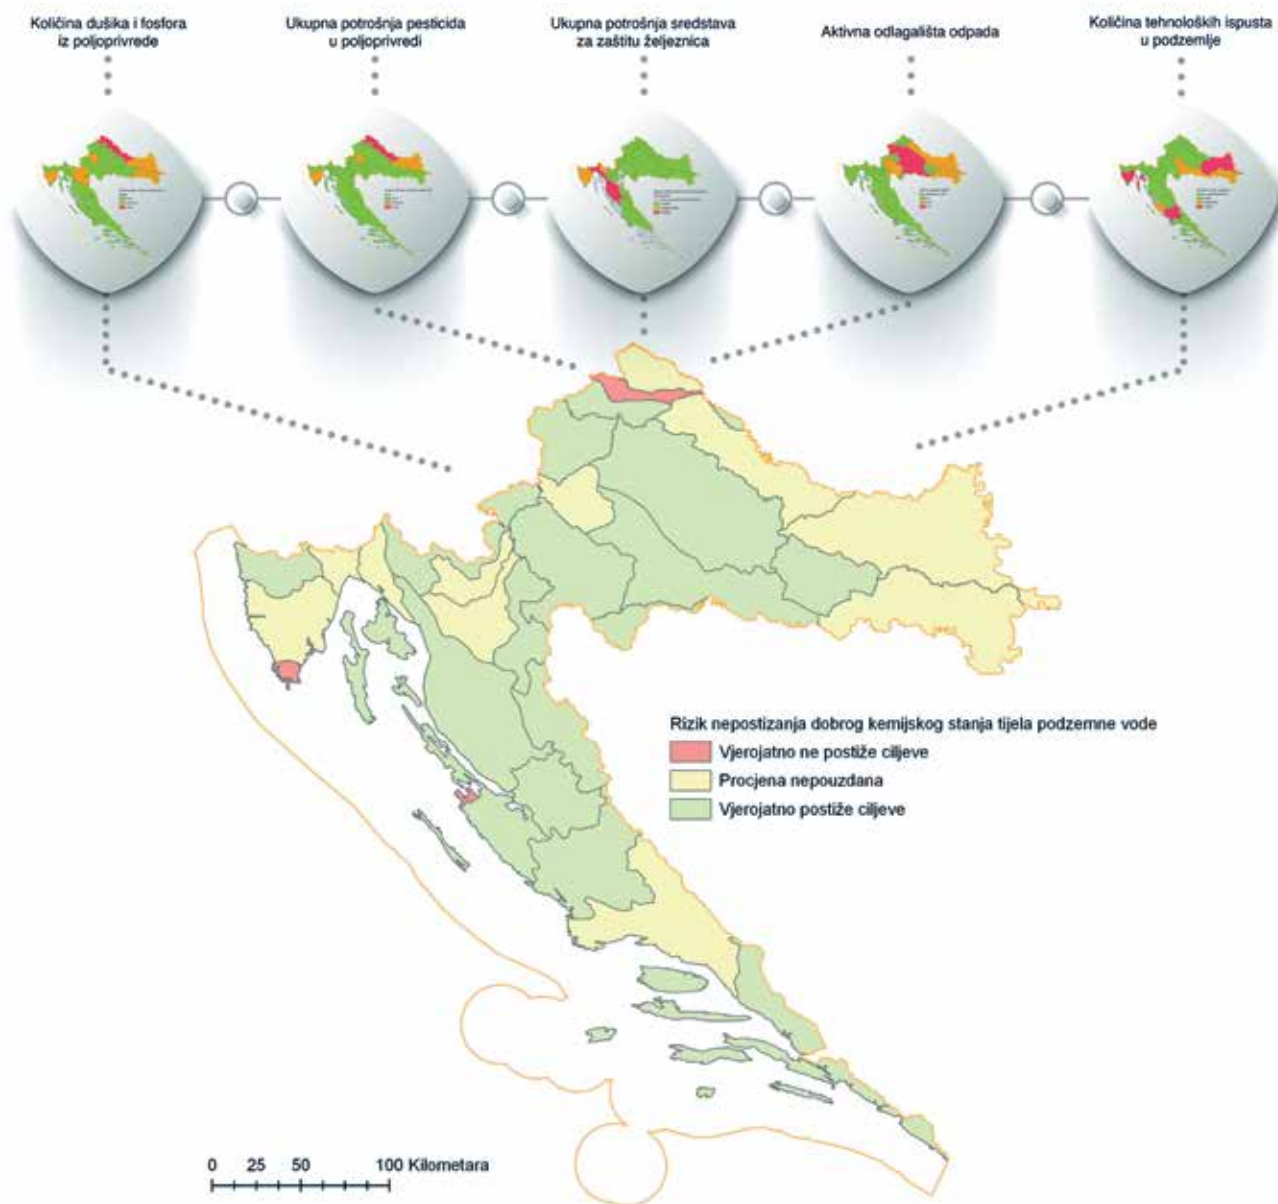 Količina dušika i fosfora
iz poljoprivrede
Ukupna potrošnja pesticida
u poljoprivredi
Ukupna potrošnja sredstava
za zaštitu željeznica
Aktivna odlagališta odpada
Količina tehnoloških ispusta
u podzemlje
Rizik nepostizanja dobrog kemijskog stanja tijela podzemne vode
Vjerojatno ne postiže ciljeve
Procjena nepouzdana
Vjerojatno postiže ciljeve
0 25 50 100 Kilometara